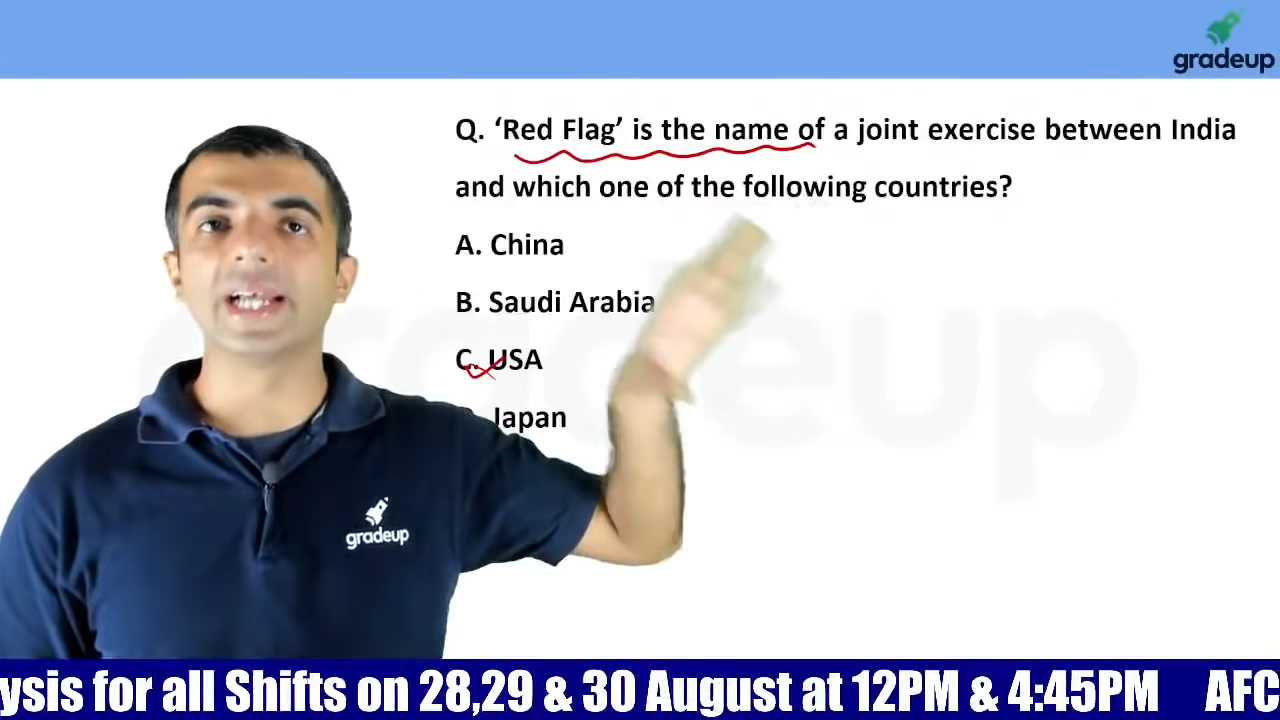 gradeup
Q. ‘Red Flag’ is the name of a joint exercise between India
and which one of the following countries?
A. China
B. Saudi Arabia
C. USA
Japan
gradeup
gradeup
ysis for all Shifts on 28,29 & 30 August at 12PM & 4:45PM AFC